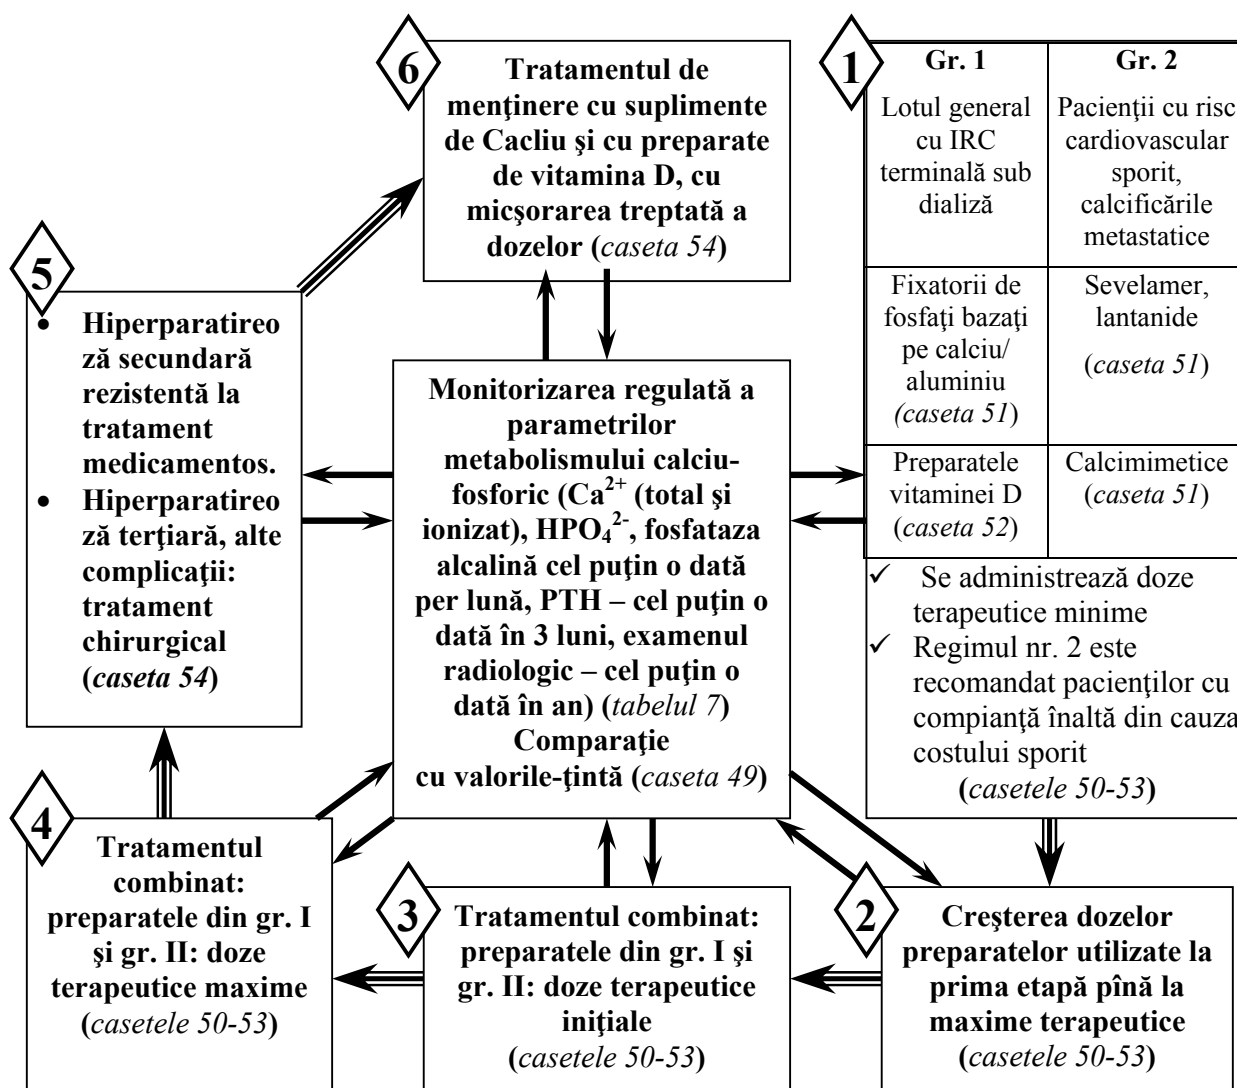 1
Gr. 1
Lotul general
cu IRC
terminală sub
dializă
Gr. 2
Pacienţii cu risc
cardiovascular
sporit,
calcificările
metastatice
Fixatorii de
fosfaţi bazaţi
pe calciu/
aluminiu
(caseta 51)
Sevelamer,
lantanide
(caseta 51)
Preparatele
vitaminei D
(caseta 52)
Calcimimetice
(caseta 51)
✓ Se administrează doze
terapeutice minime
✓ Regimul nr. 2 este
recomandat pacienţilor cu
compianţă înaltă din cauza
costului sporit
(casetele 50-53)
2
Creşterea dozelor
preparatelor utilizate la
prima etapă pînă la
maxime terapeutice
(casetele 50-53)
3
Tratamentul combinat:
preparatele din gr. I şi
gr. II: doze terapeutice
iniţiale
(casetele 50-53)
4
Tratamentul
combinat:
preparatele din gr. I
şi gr. II: doze
terapeutice maxime
(casetele 50-53)
5
• Hiperparatireo
ză secundară
rezistentă la
tratament
medicamentos.
• Hiperparatireo
ză terţiară, alte
complicaţii:
tratament
chirurgical
(caseta 54)
6
Tratamentul de
menţinere cu suplimente
de Cacliu şi cu preparate
de vitamina D, cu
micşorarea treptată a
dozelor (caseta 54)
Monitorizarea regulată a
parametrilor
metabolismului calciu-
fosforic (Ca²⁺ (total şi
ionizat), HPO₄²⁻, fosfataza
alcalină cel puţin o dată
per lună, PTH – cel puţin o
dată în 3 luni, examenul
radiologic – cel puţin o
dată în an) (tabelul 7)
Comparaţie
cu valorile-ţintă (caseta 49)